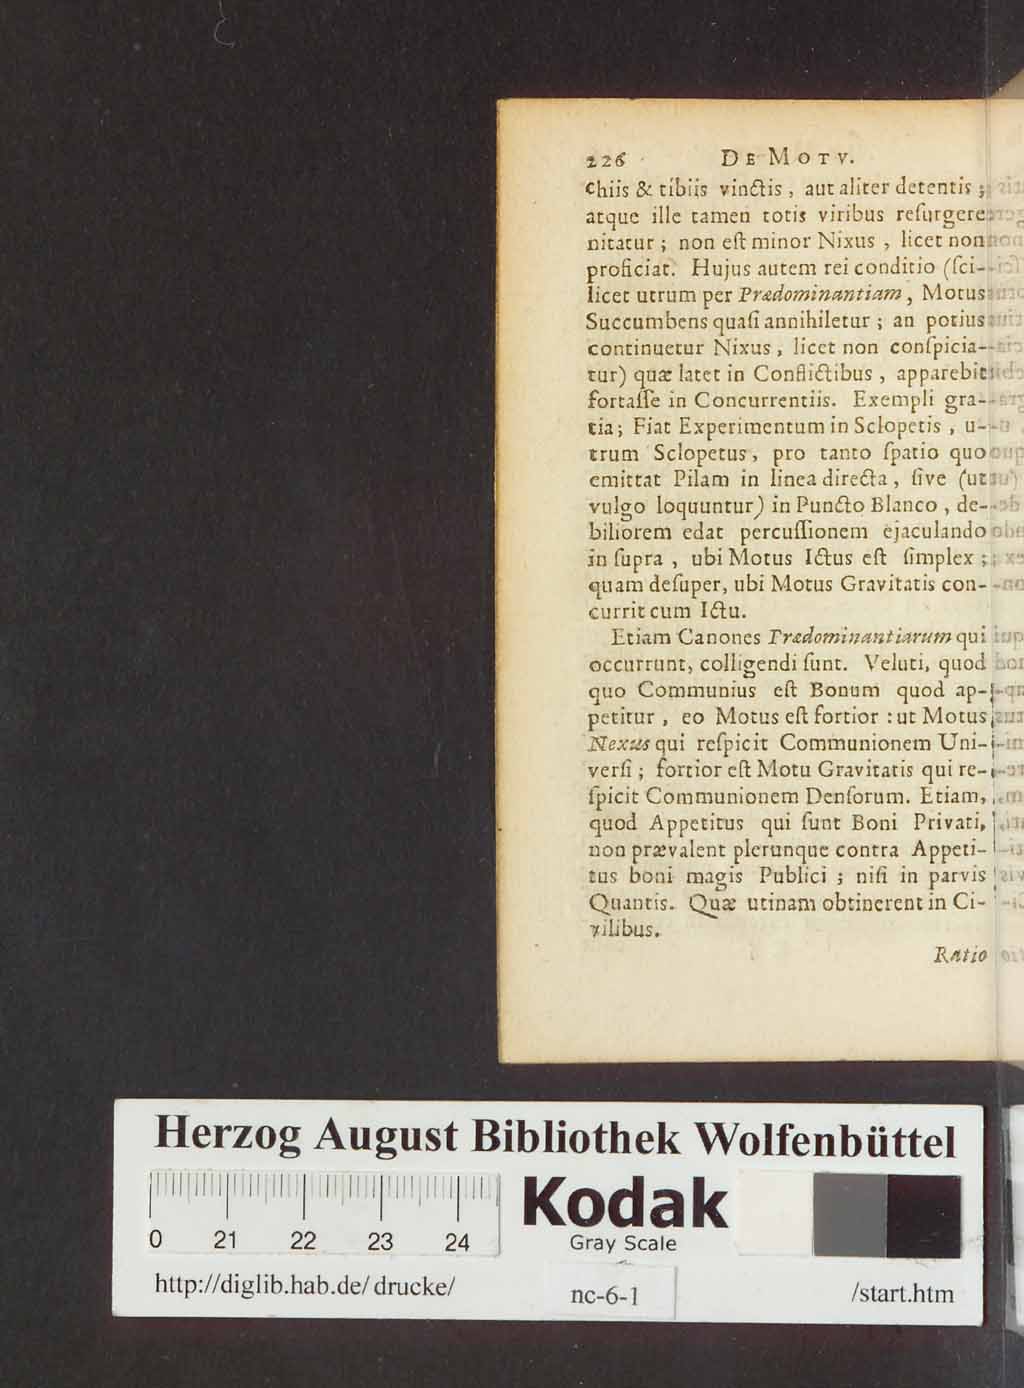 226 DE MOTV.
chiis & tibiis vinctis, aut aliter detentis;
atque ille tamen totis viribus reſurgere
nitatur; non eſt minor Nixus, licet non
proficiat. Hujus autem rei conditio (ſci-
licet utrum per Prædominantiam, Motus
Succumbens quaſi annihiletur; an potius
continuetur Nixus, licet non conſpicia-
tur) quæ latet in Conflictibus, apparebit
fortaſſe in Concurrentiis. Exempli gra-
tia; Fiat Experimentum in Sclopetis, u-
trum Sclopetus, pro tanto ſpatio quo
emittat Pilam in linea directa, ſive (ut
vulgo loquuntur) in Puncto Blanco, de-
biliorem edat percuſſionem ejaculando
in ſupra, ubi Motus Ictus eſt ſimplex;
quam deſuper, ubi Motus Gravitatis con-
currit cum Ictu.
Etiam Canones Prædominantiarum qui
occurrunt, colligendi ſunt. Veluti, quod
quo Communius eſt Bonum quod ap-
petitur, eo Motus eſt fortior: ut Motus
Nexus qui reſpicit Communionem Uni-
verſi; fortior eſt Motu Gravitatis qui re-
ſpicit Communionem Denſorum. Etiam,
quod Appetitus qui ſunt Boni Privati,
non prævalent plerunque contra Appeti-
tus boni magis Publici; niſi in parvis
Quantis. Quæ utinam obtinerent in Ci-
vilibus.
Ratio
Herzog August Bibliothek Wolfenbüttel
0 21 22 23 24
Kodak
Gray Scale
http://diglib.hab.de/drucke/ nc-6-1 /start.htm